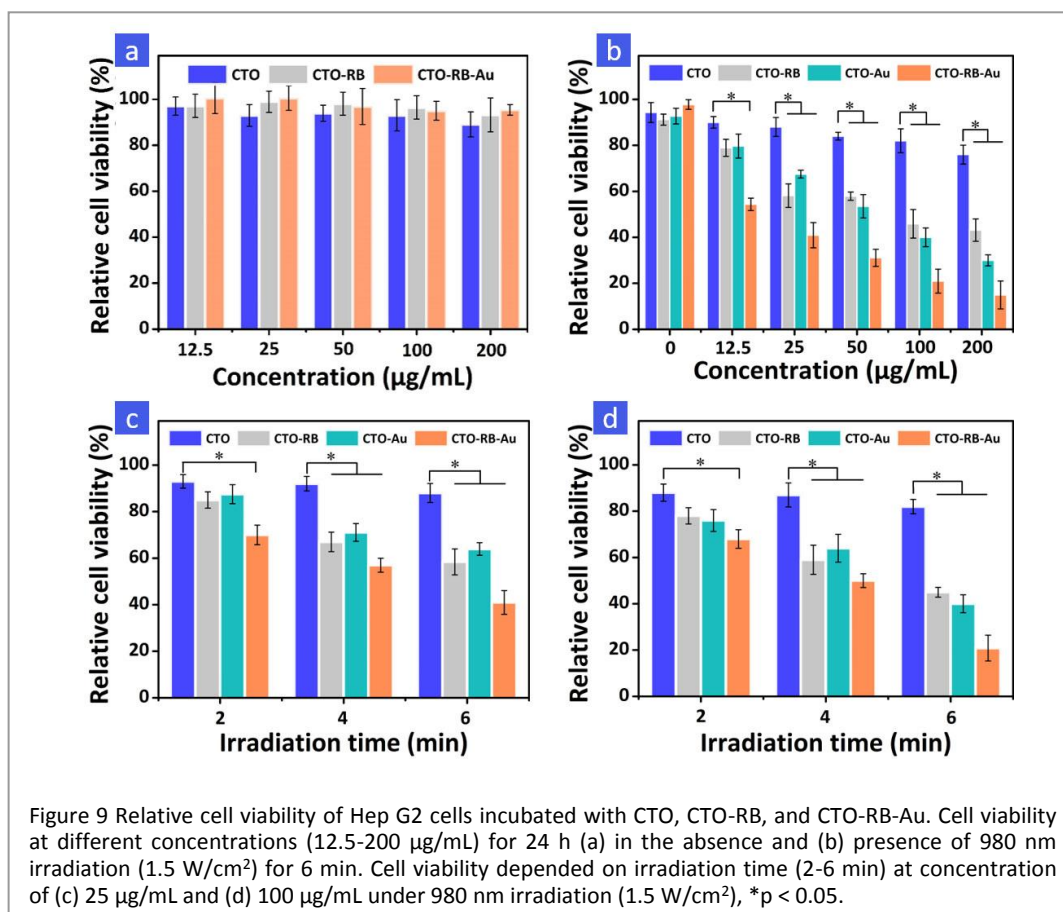 a
CTO CTO-RB CTO-RB-Au
Relative cell viability (%)
100
80
60
40
20
0
12.5 25 50 100 200
Concentration (μg/mL)
b
CTO CTO-RB CTO-Au CTO-RB-Au
Relative cell viability (%)
100
80
60
40
20
0
* * * * *
0 12.5 25 50 100 200
Concentration (μg/mL)
c
CTO CTO-RB CTO-Au CTO-RB-Au
Relative cell viability (%)
100
80
60
40
20
0
* * *
2 4 6
Irradiation time (min)
d
CTO CTO-RB CTO-Au CTO-RB-Au
Relative cell viability (%)
100
80
60
40
20
0
* * *
2 4 6
Irradiation time (min)
Figure 9 Relative cell viability of Hep G2 cells incubated with CTO, CTO-RB, and CTO-RB-Au. Cell viability
at different concentrations (12.5-200 μg/mL) for 24 h (a) in the absence and (b) presence of 980 nm
irradiation (1.5 W/cm²) for 6 min. Cell viability depended on irradiation time (2-6 min) at concentration
of (c) 25 μg/mL and (d) 100 μg/mL under 980 nm irradiation (1.5 W/cm²), *p < 0.05.